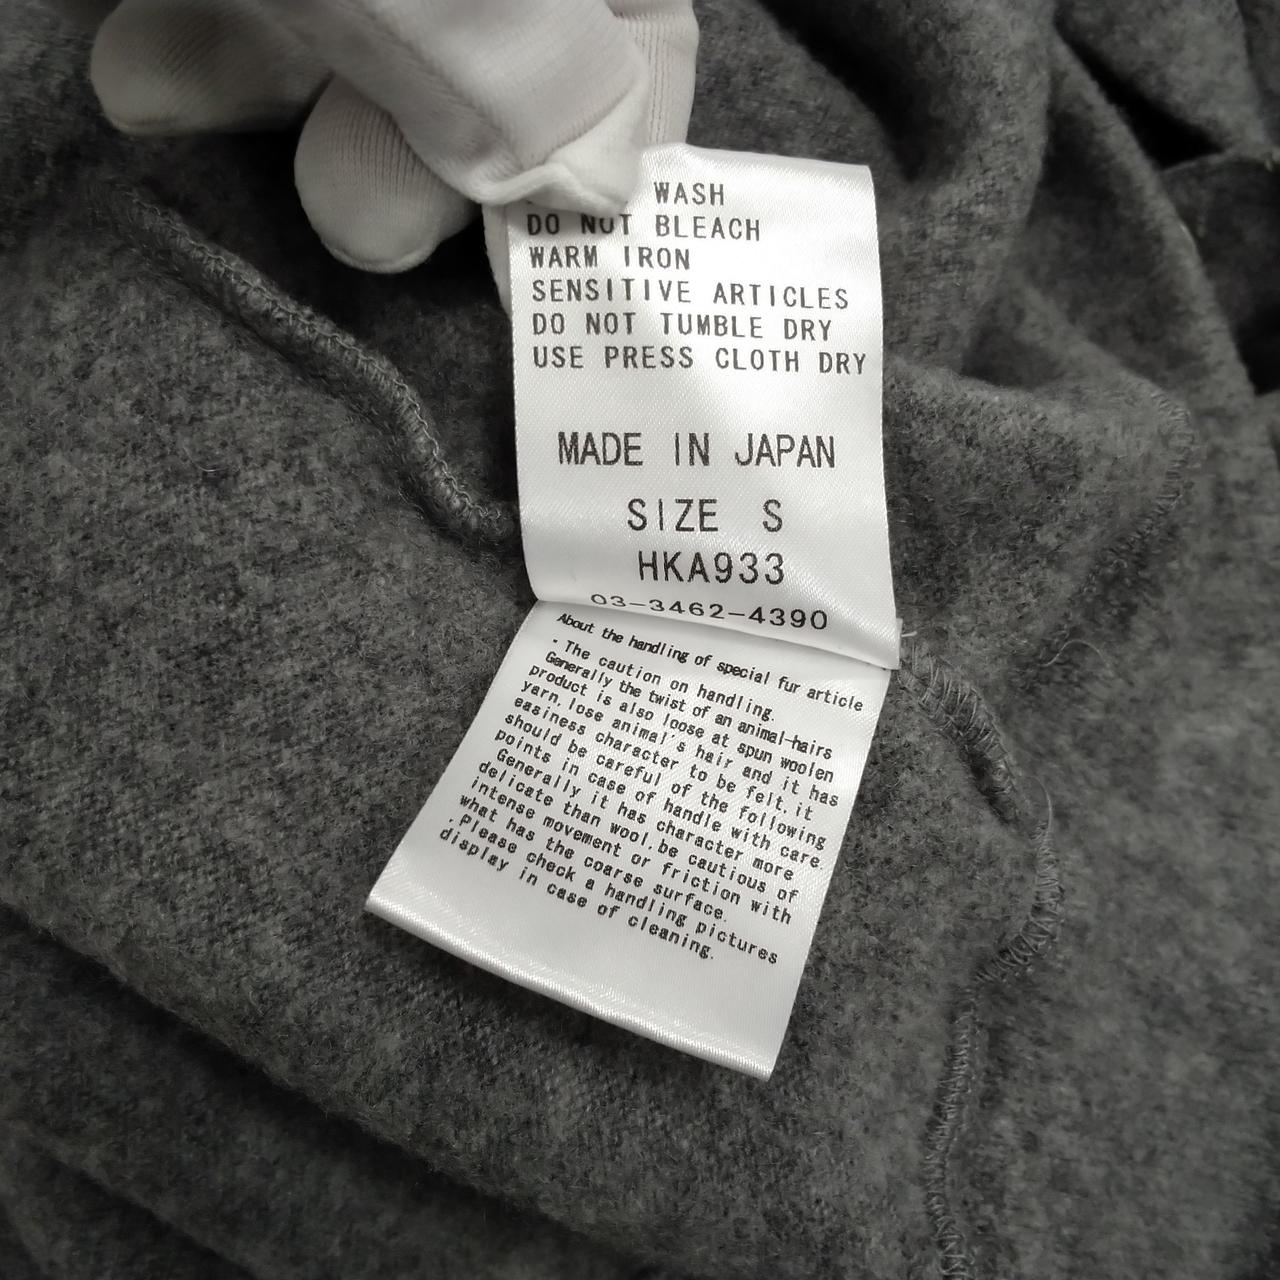 WASH
DO NOT BLEACH
WARM IRON
SENSITIVE ARTICLES
DO NOT TUMBLE DRY
USE PRESS CLOTH DRY
MADE IN JAPAN
SIZE S
HKA933
03-3462-4390
About the handling of special fur article
・The caution on handling.
Generally the twist of an animal-hairs
product is also loose at spun woolen
yarn, lose animal's hair and it has
easiness character to be felt, it
should be careful of the following
points in case of handle with care.
Generally it has character more
delicate than wool, be cautious of
intense movement or friction with
what has the coarse surface.
・Please check a handling pictures
display in case of cleaning.